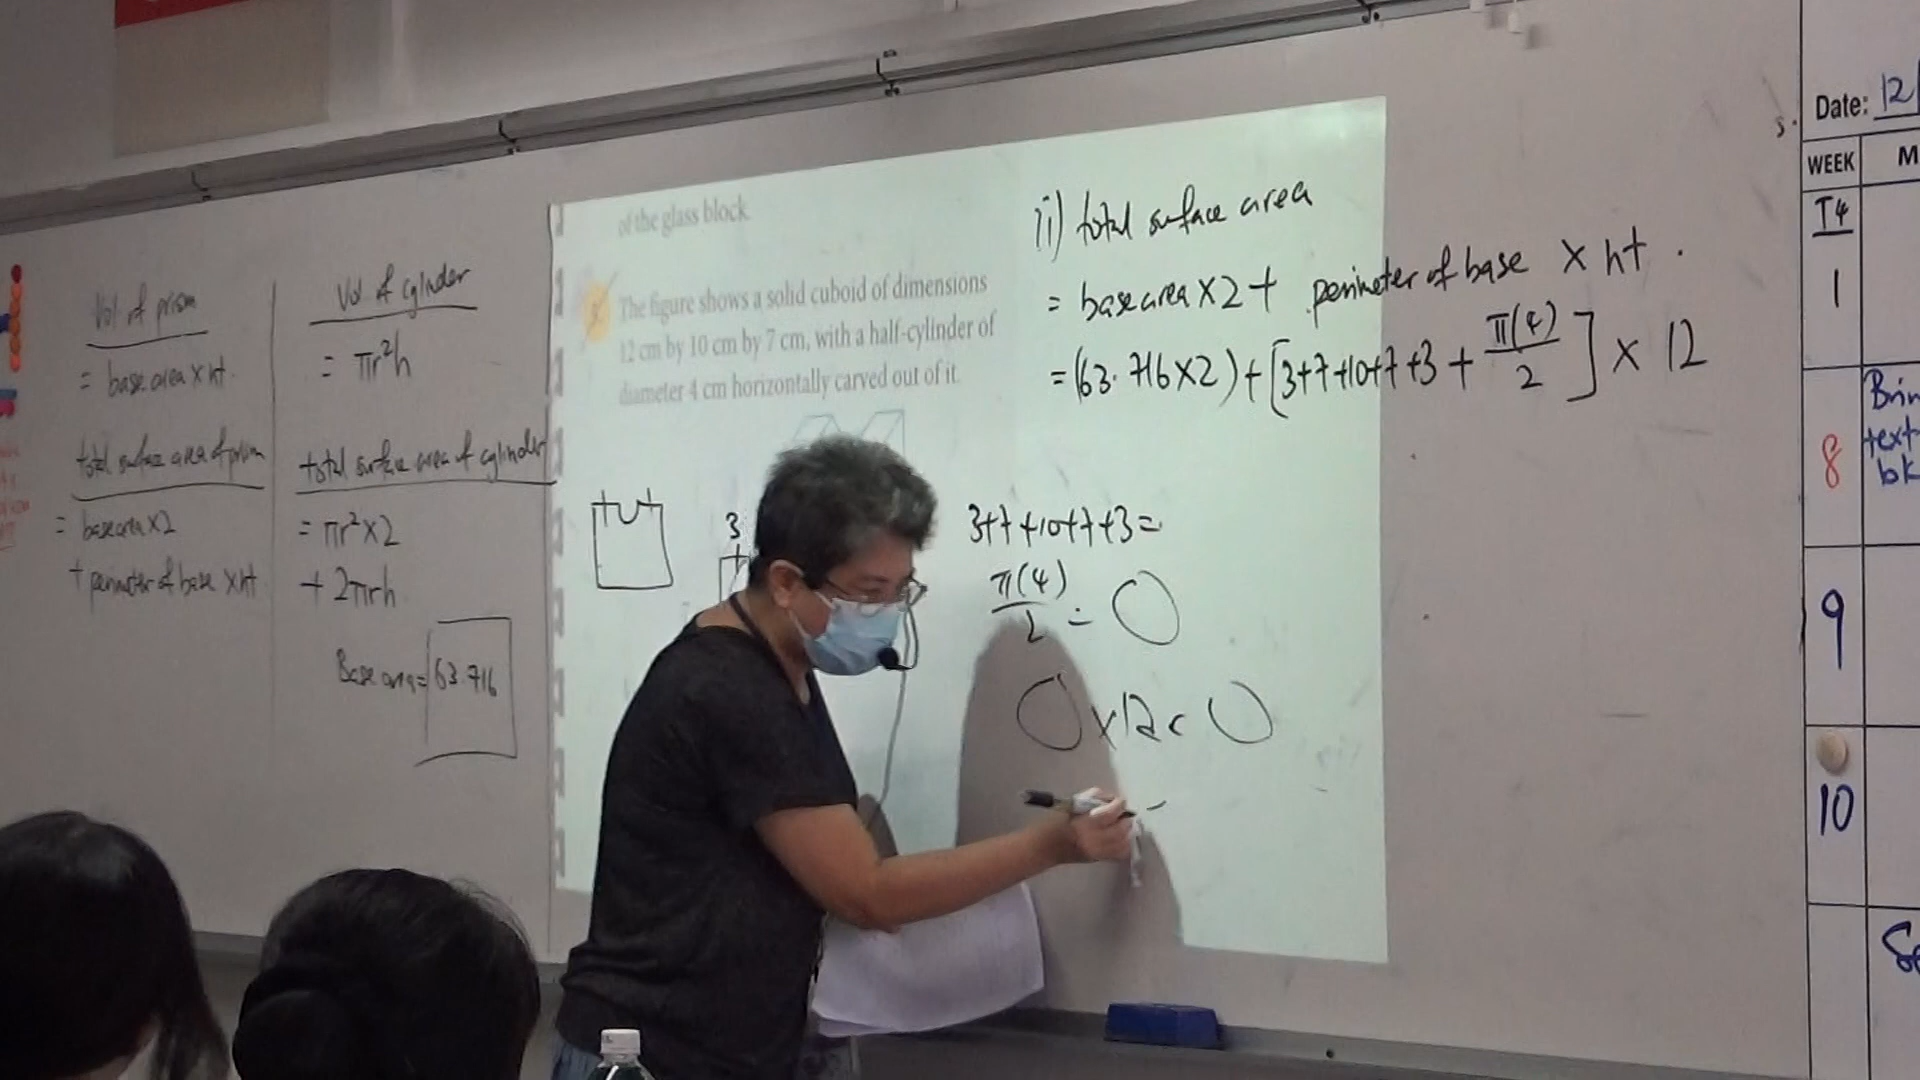 Vol of prism
= base area x ht.
total surface area of prism
= base area x2
+ perimeter of base x ht
Vol of cylinder
= πr²h
total surface area of cylinder
= πr² x 2
+ 2πrh
Base area = 63.716
of the glass block.
The figure shows a solid cuboid of dimensions
12 cm by 10 cm by 7 cm, with a half-cylinder of
diameter 4 cm horizontally carved out of it.
3
ii) total surface area
= base area x 2 + perimeter of base x ht.
= (63.716 x 2) + [3+7+10+7+3 + π(4)/2] x 12
3+7+10+7+3 =
π(4)/2 =
x 12
Date: 12/
WEEK M
T4
1
8
Brin
text
bk
9
10